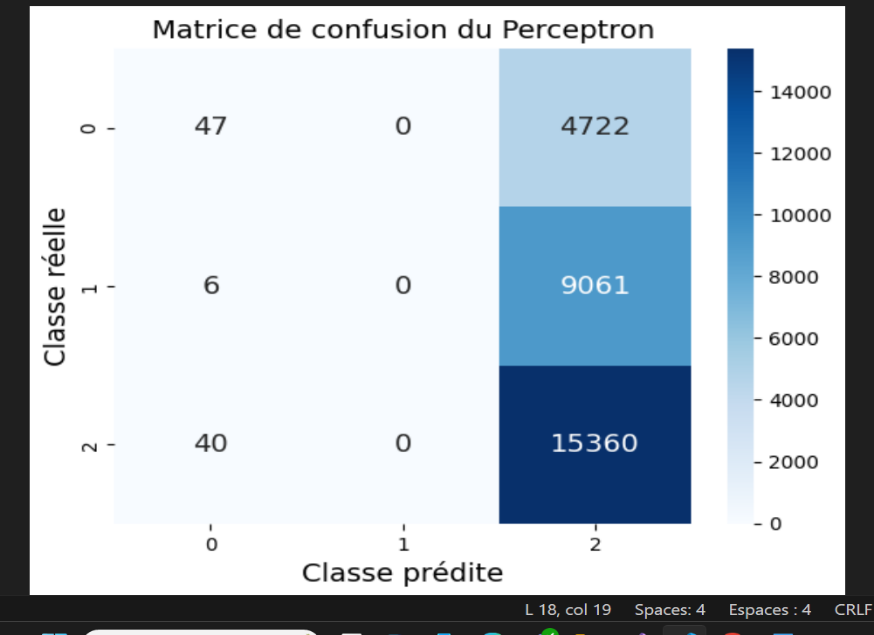 Matrice de confusion du Perceptron
0 47 0 4722
1 6 0 9061
2 40 0 15360
0 1 2
Classe réelle
Classe prédite
14000
12000
10000
8000
6000
4000
2000
0
L 18, col 19 Spaces: 4 Espaces : 4 CRLF